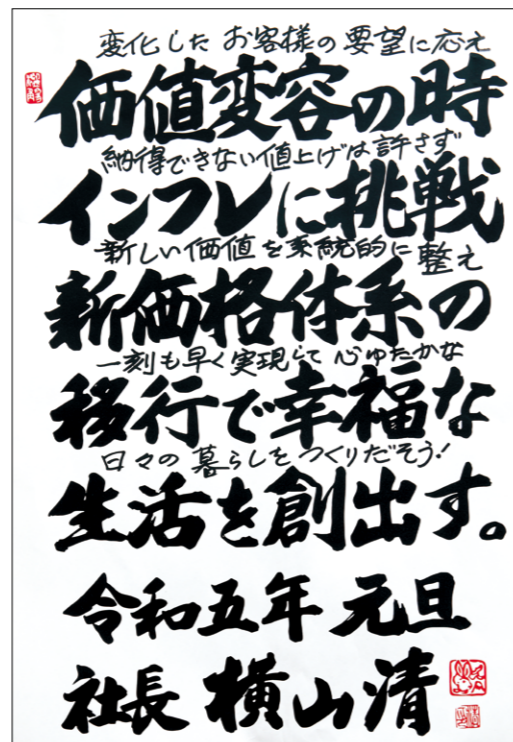 変化した お客様の要望に応え
価値変容の時
納得できない値上げは許さず
インフレに挑戦
新しい価値を系統的に整え
新価格体系の
一刻も早く実現して 心ゆたかな
移行で幸福な
日々の暮らしをつくりだそう!
生活を創出す。
令和五年 元旦
社長 横山清